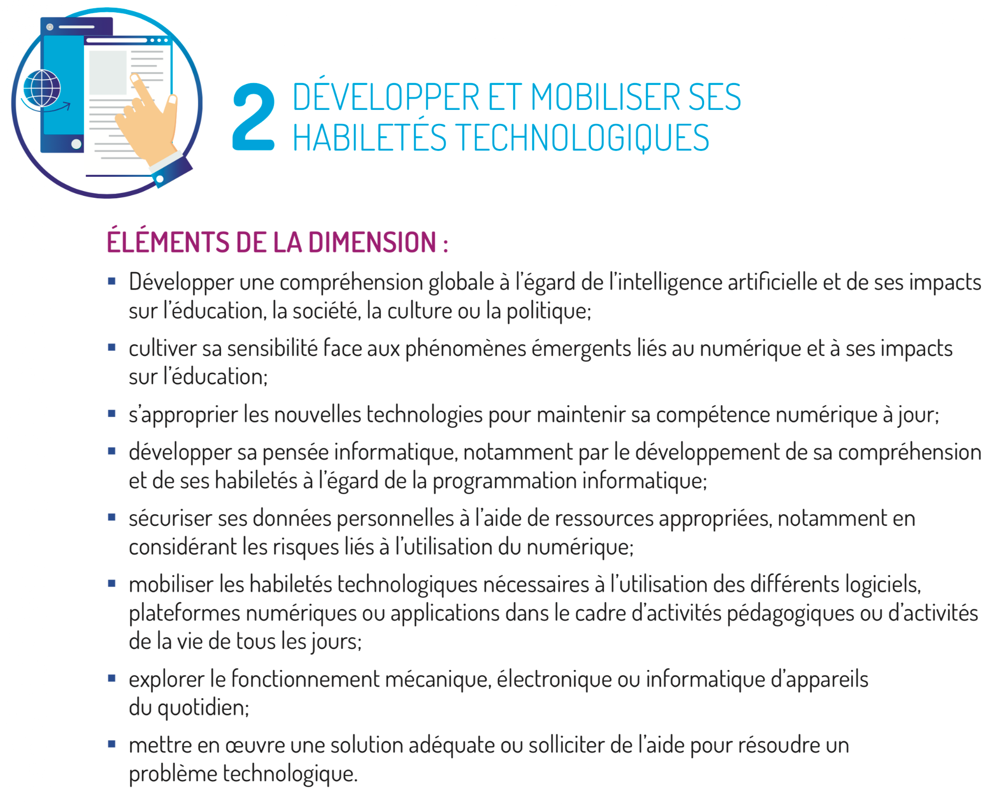 2 DÉVELOPPER ET MOBILISER SES
HABILETÉS TECHNOLOGIQUES
ÉLÉMENTS DE LA DIMENSION :
▪ Développer une compréhension globale à l’égard de l’intelligence artificielle et de ses impacts
sur l’éducation, la société, la culture ou la politique;
▪ cultiver sa sensibilité face aux phénomènes émergents liés au numérique et à ses impacts
sur l’éducation;
▪ s’approprier les nouvelles technologies pour maintenir sa compétence numérique à jour;
▪ développer sa pensée informatique, notamment par le développement de sa compréhension
et de ses habiletés à l’égard de la programmation informatique;
▪ sécuriser ses données personnelles à l’aide de ressources appropriées, notamment en
considérant les risques liés à l’utilisation du numérique;
▪ mobiliser les habiletés technologiques nécessaires à l’utilisation des différents logiciels,
plateformes numériques ou applications dans le cadre d’activités pédagogiques ou d’activités
de la vie de tous les jours;
▪ explorer le fonctionnement mécanique, électronique ou informatique d’appareils
du quotidien;
▪ mettre en œuvre une solution adéquate ou solliciter de l’aide pour résoudre un
problème technologique.